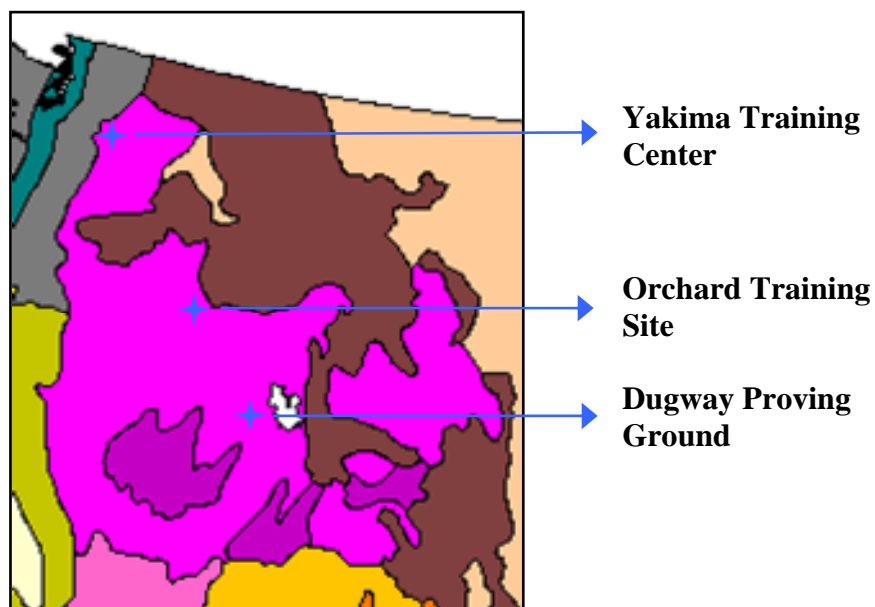 Yakima Training
Center
Orchard Training
Site
Dugway Proving
Ground